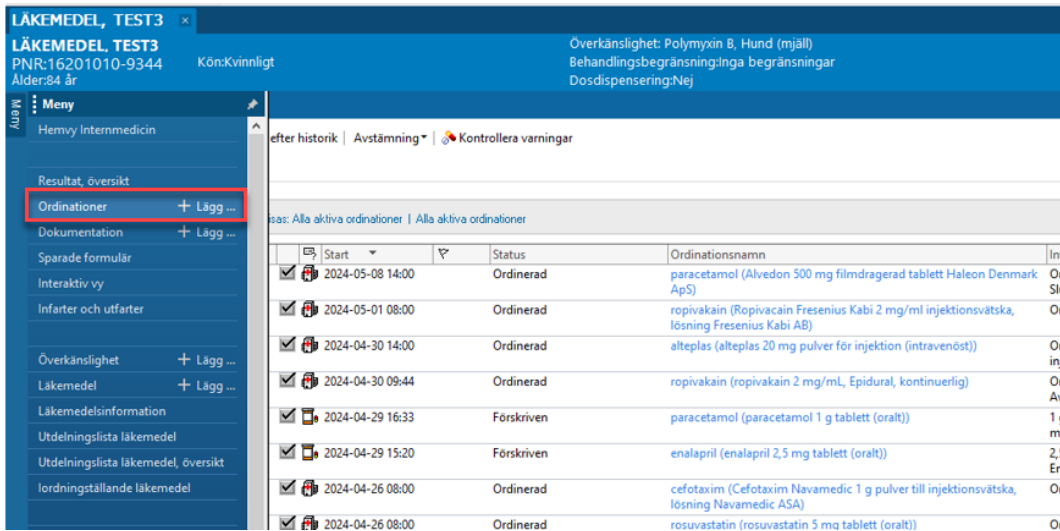 LÄKEMEDEL, TEST3 ×
LÄKEMEDEL, TEST3
PNR:16201010-9344 Kön:Kvinnligt
Ålder:84 år
Överkänslighet: Polymyxin B, Hund (mjäll)
Behandlingsbegränsning:Inga begränsningar
Dosdispensering:Nej
Meny
Meny
Hemvy Internmedicin
Resultat, översikt
Ordinationer + Lägg ...
Dokumentation + Lägg ...
Sparade formulär
Interaktiv vy
Infarter och utfarter
Överkänslighet + Lägg ...
Läkemedel + Lägg ...
Läkemedelsinformation
Utdelningslista läkemedel
Utdelningslista läkemedel, översikt
Iordningställande läkemedel
efter historik | Avstämning | Kontrollera varningar
isas: Alla aktiva ordinationer | Alla aktiva ordinationer
Start Status Ordinationsnamn In
2024-05-08 14:00 Ordinerad paracetamol (Alvedon 500 mg filmdragerad tablett Haleon Denmark
ApS)
2024-05-01 08:00 Ordinerad ropivakain (Ropivacain Fresenius Kabi 2 mg/ml injektionsvätska,
lösning Fresenius Kabi AB)
2024-04-30 14:00 Ordinerad alteplas (alteplas 20 mg pulver för injektion (intravenöst))
2024-04-30 09:44 Ordinerad ropivakain (ropivakain 2 mg/mL, Epidural, kontinuerlig)
2024-04-29 16:33 Förskriven paracetamol (paracetamol 1 g tablett (oralt))
2024-04-29 15:20 Förskriven enalapril (enalapril 2,5 mg tablett (oralt))
2024-04-26 08:00 Ordinerad cefotaxim (Cefotaxim Navamedic 1 g pulver till injektionsvätska,
lösning Navamedic ASA)
2024-04-26 08:00 Ordinerad rosuvastatin (rosuvastatin 5 mg tablett (oralt))